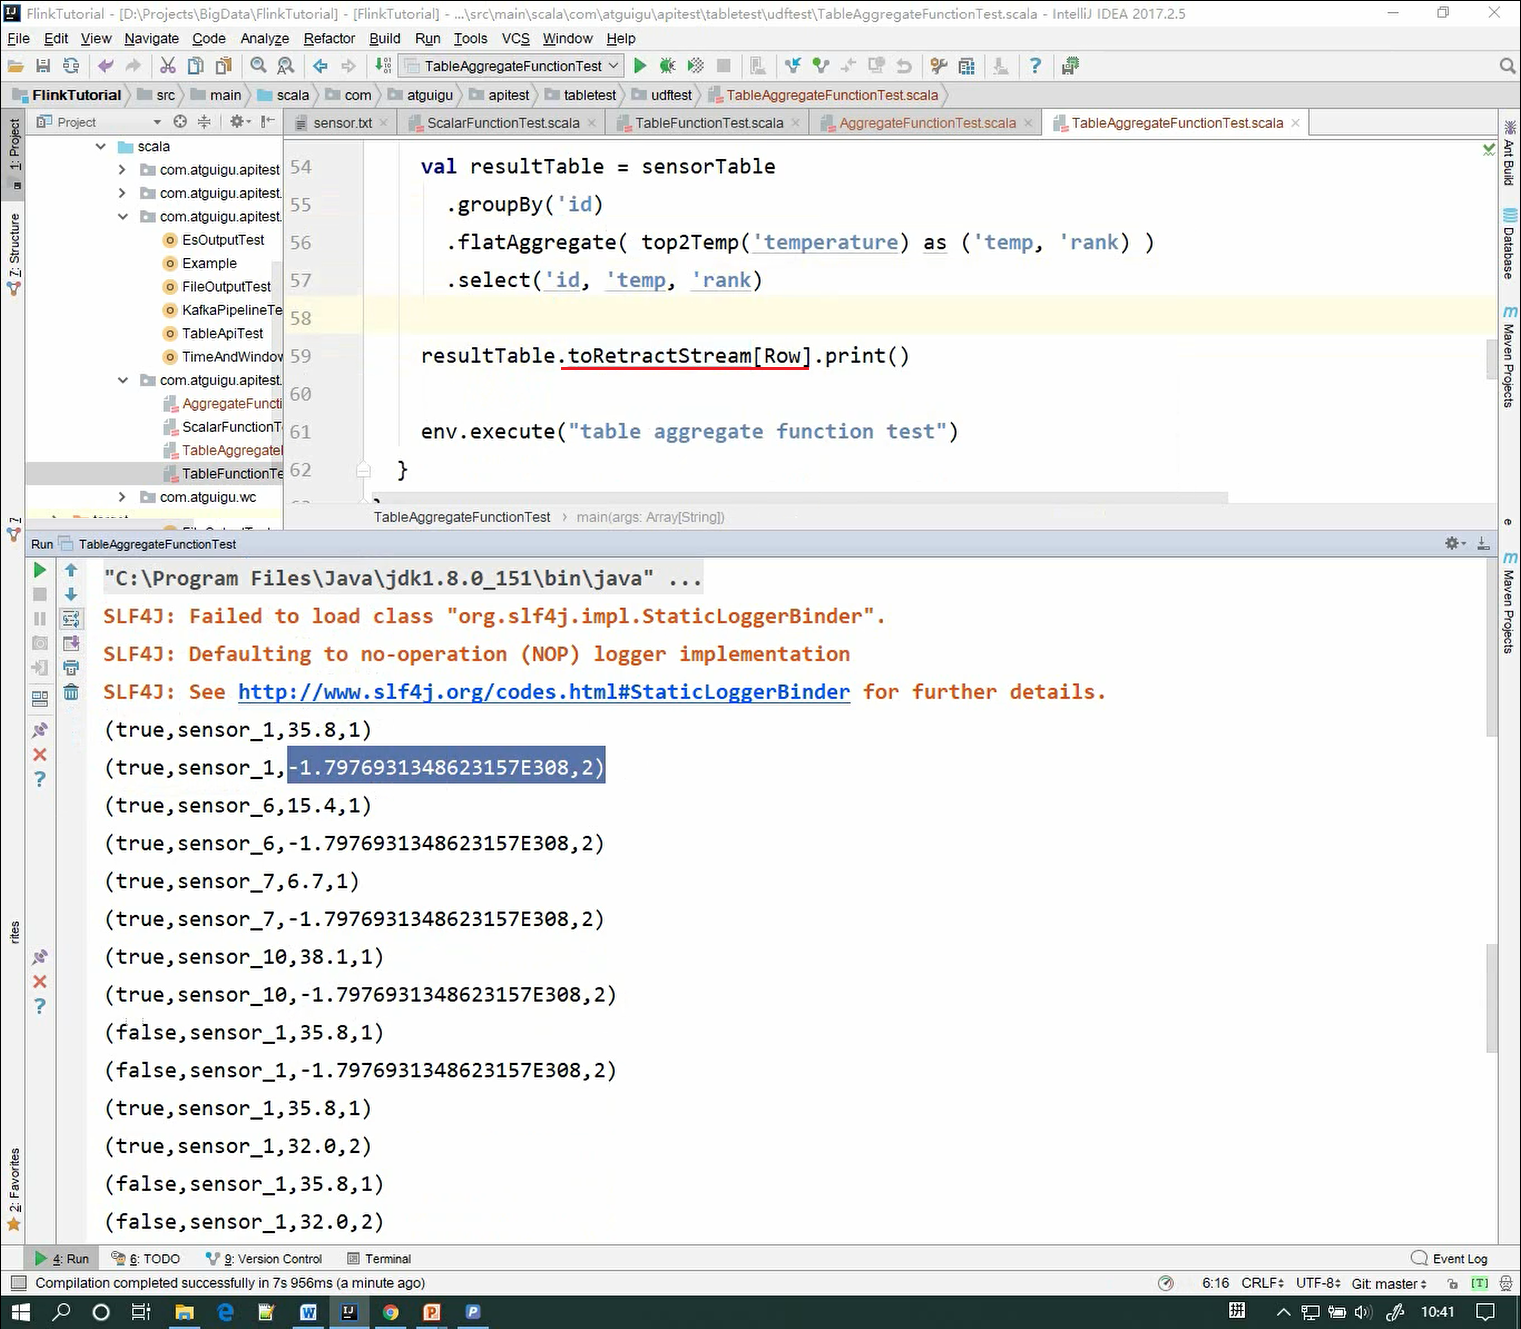 FlinkTutorial - [D:\Projects\BigData\FlinkTutorial] - [FlinkTutorial] - ...\src\main\scala\com\atguigu\apitest\tabletest\udftest\TableAggregateFunctionTest.scala - IntelliJ IDEA 2017.2.5
File Edit View Navigate Code Analyze Refactor Build Run Tools VCS Window Help
TableAggregateFunctionTest
FlinkTutorial src main scala com atguigu apitest tabletest udftest TableAggregateFunctionTest.scala
Project sensor.txt ScalarFunctionTest.scala TableFunctionTest.scala AggregateFunctionTest.scala TableAggregateFunctionTest.scala
1: Project
7: Structure
scala
com.atguigu.apitest
com.atguigu.apitest.
com.atguigu.apitest.
EsOutputTest
Example
FileOutputTest
KafkaPipelineTe
TableApiTest
TimeAndWindow
com.atguigu.apitest.
AggregateFuncti
ScalarFunctionT
TableAggregatel
TableFunctionTe
com.atguigu.wc
54 val resultTable = sensorTable
55 .groupBy('id)
56 .flatAggregate( top2Temp('temperature) as ('temp, 'rank) )
57 .select('id, 'temp, 'rank)
58
59 resultTable.toRetractStream[Row].print()
60
61 env.execute("table aggregate function test")
62 }
TableAggregateFunctionTest › main(args: Array[String])
Ant Build
Database
Maven Projects
e
Maven Projects
7
Run TableAggregateFunctionTest
"C:\Program Files\Java\jdk1.8.0_151\bin\java" ...
SLF4J: Failed to load class "org.slf4j.impl.StaticLoggerBinder".
SLF4J: Defaulting to no-operation (NOP) logger implementation
SLF4J: See http://www.slf4j.org/codes.html#StaticLoggerBinder for further details.
(true,sensor_1,35.8,1)
(true,sensor_1,-1.7976931348623157E308,2)
(true,sensor_6,15.4,1)
(true,sensor_6,-1.7976931348623157E308,2)
(true,sensor_7,6.7,1)
(true,sensor_7,-1.7976931348623157E308,2)
(true,sensor_10,38.1,1)
(true,sensor_10,-1.7976931348623157E308,2)
(false,sensor_1,35.8,1)
(false,sensor_1,-1.7976931348623157E308,2)
(true,sensor_1,35.8,1)
(true,sensor_1,32.0,2)
(false,sensor_1,35.8,1)
(false,sensor_1,32.0,2)
rites
2: Favorites
4: Run 6: TODO 9: Version Control Terminal Event Log
Compilation completed successfully in 7s 956ms (a minute ago) 6:16 CRLF UTF-8 Git: master [T]
拼 10:41